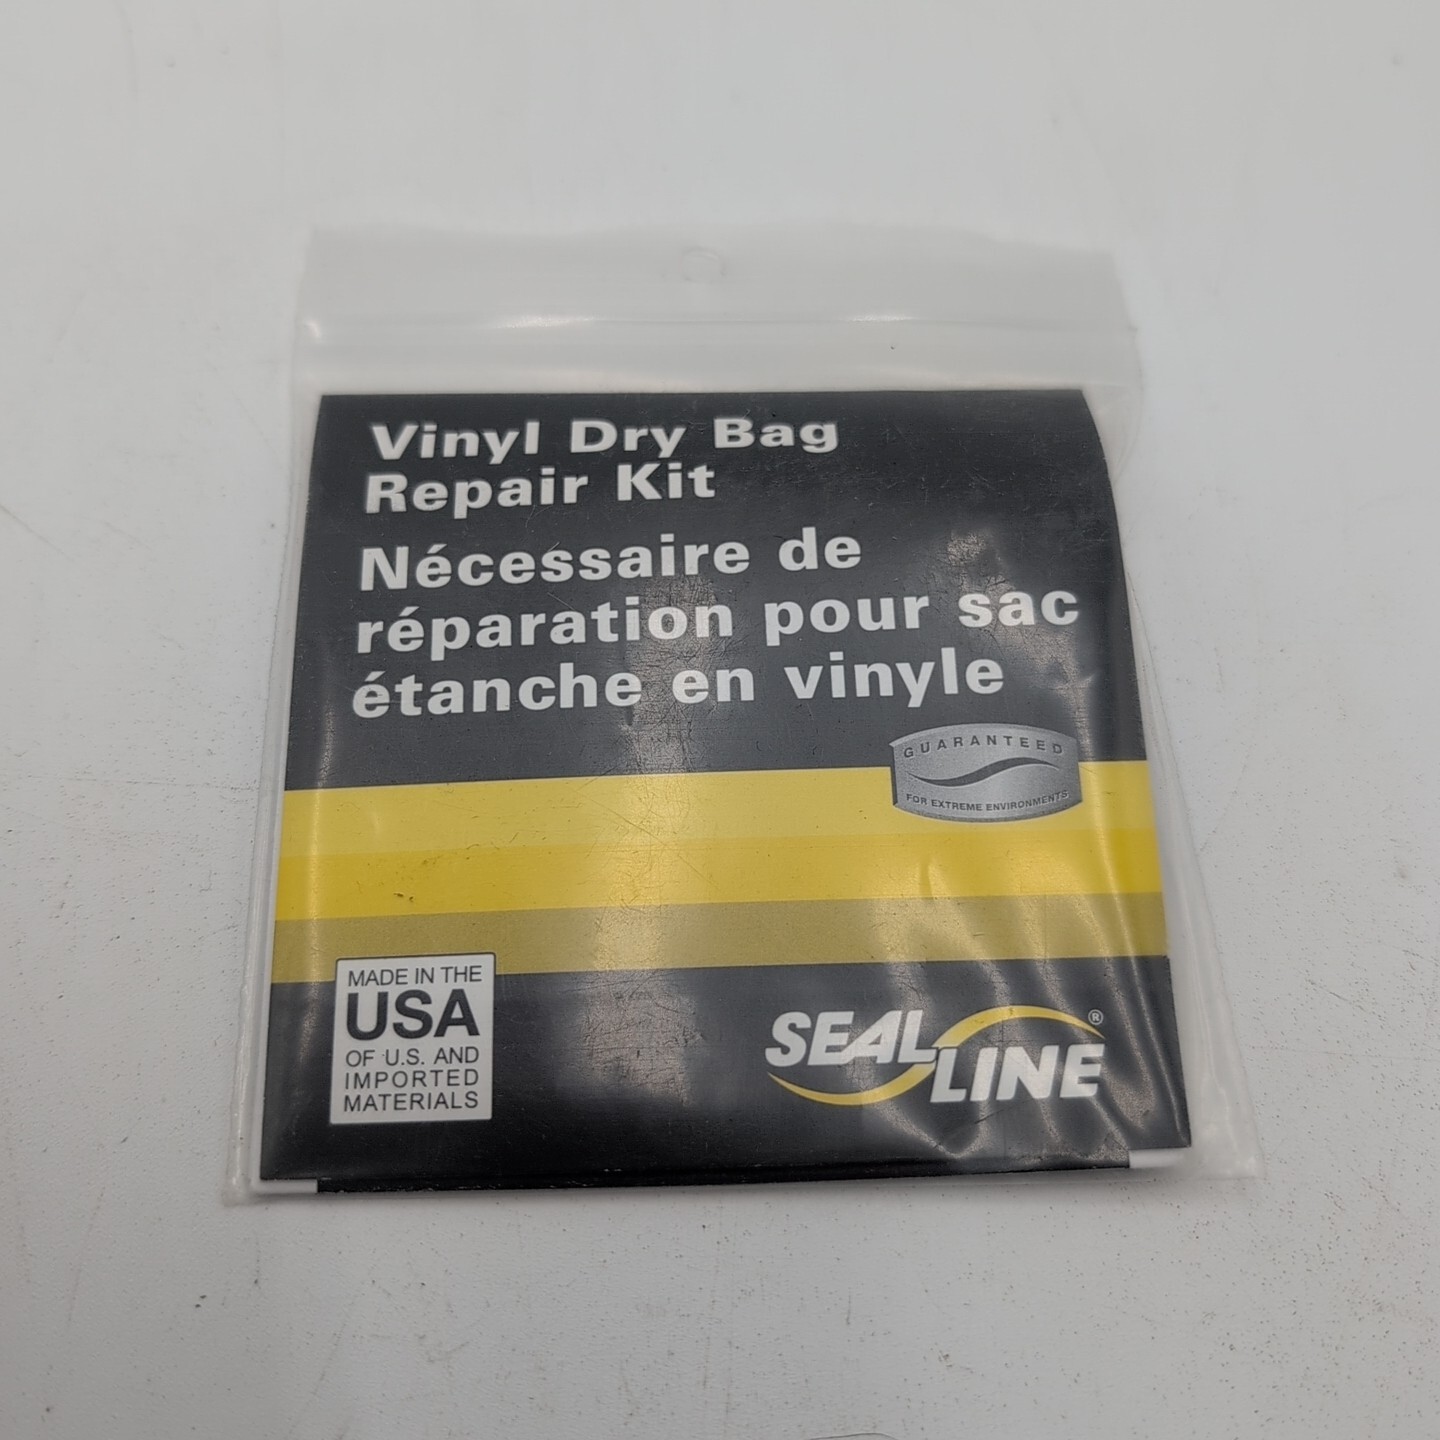 Vinyl Dry Bag
Repair Kit
Nécessaire de
réparation pour sac
étanche en vinyle
GUARANTEED
FOR EXTREME ENVIRONMENTS
MADE IN THE
USA
OF U.S. AND
IMPORTED
MATERIALS
SEAL
LINE®